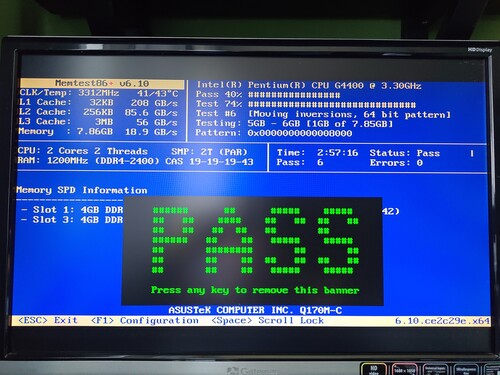 HD Display
Memtest86+ v6.10
Intel(R) Pentium(R) CPU G4400 @ 3.30GHz
CLK/Temp: 3312MHz 41/43°C
Pass 40% ################
L1 Cache: 32KB 208 GB/s
Test 74% #############################
L2 Cache: 256KB 85.6 GB/s
Test #6 [Moving inversions, 64 bit pattern]
L3 Cache: 3MB 56 GB/s
Testing: 5GB - 6GB [1GB of 7.85GB]
Memory : 7.86GB 18.9 GB/s
Pattern: 0x0000000000008000
CPU: 2 Cores 2 Threads SMP: 2T (PAR)
Time: 2:57:16 Status: Pass |
RAM: 1200MHz (DDR4-2400) CAS 19-19-19-43
Pass: 6 Errors: 0
Memory SPD Information
- Slot 1: 4GB DDR
42)
- Slot 3: 4GB DDR
PASS
Press any key to remove this banner
ASUSTeK COMPUTER INC. Q170M-C
<ESC> Exit <F1> Configuration <Space> Scroll Lock
6.10.ce2c29e.x64
Gateway
HD